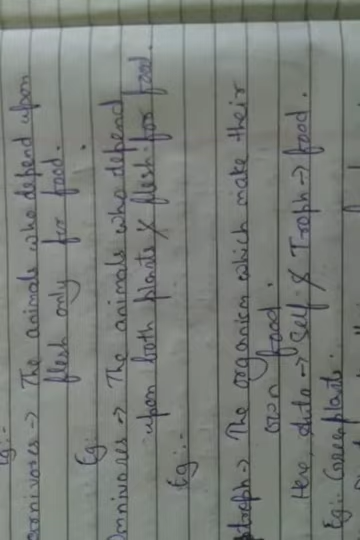 Eg:-
arnivores -> The animals who depend upon
flesh only for food.
Eg:
Omnivores -> The animals who depend
upon both plants & flesh for food.
Eg:-
otroph -> The organism which make their
own food.
Here, auto -> Self & Troph -> food.
Eg:- Green plants.